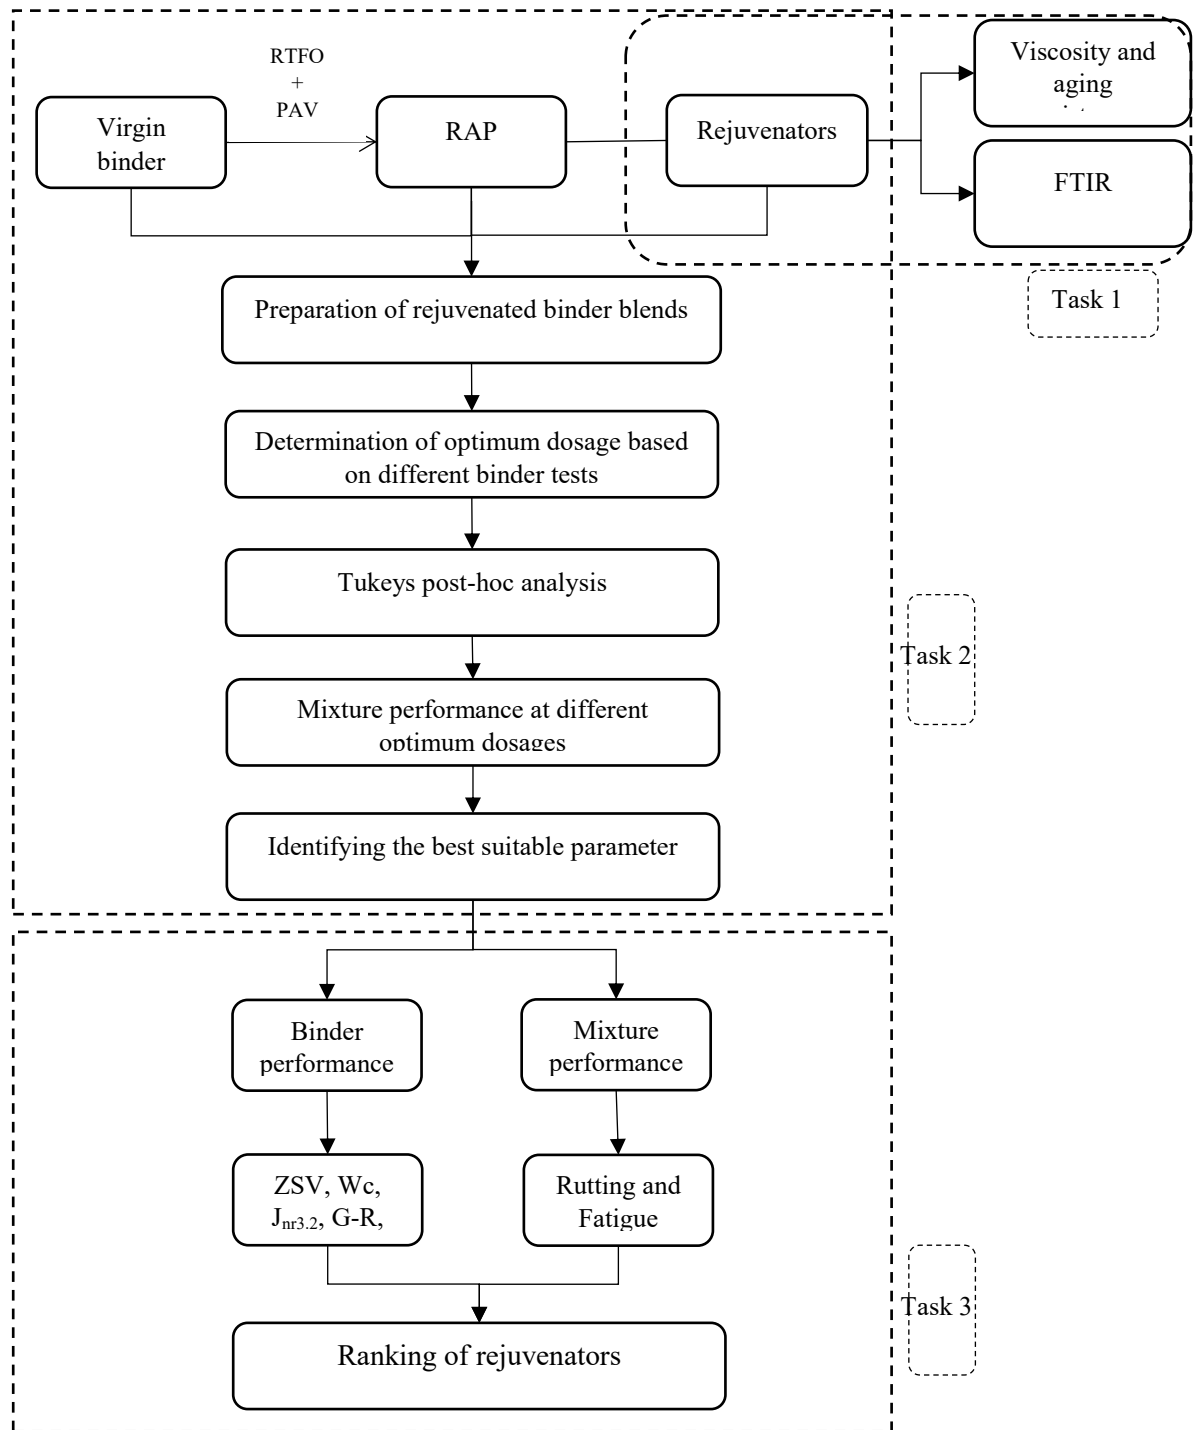 RTFO
+
PAV
Virgin
binder
RAP
Rejuvenators
Viscosity and
aging
FTIR
Task 1
Preparation of rejuvenated binder blends
Determination of optimum dosage based
on different binder tests
Tukeys post-hoc analysis
Task 2
Mixture performance at different
optimum dosages
Identifying the best suitable parameter
Binder
performance
Mixture
performance
ZSV, Wc,
J_nr3.2, G-R,
Rutting and
Fatigue
Task 3
Ranking of rejuvenators